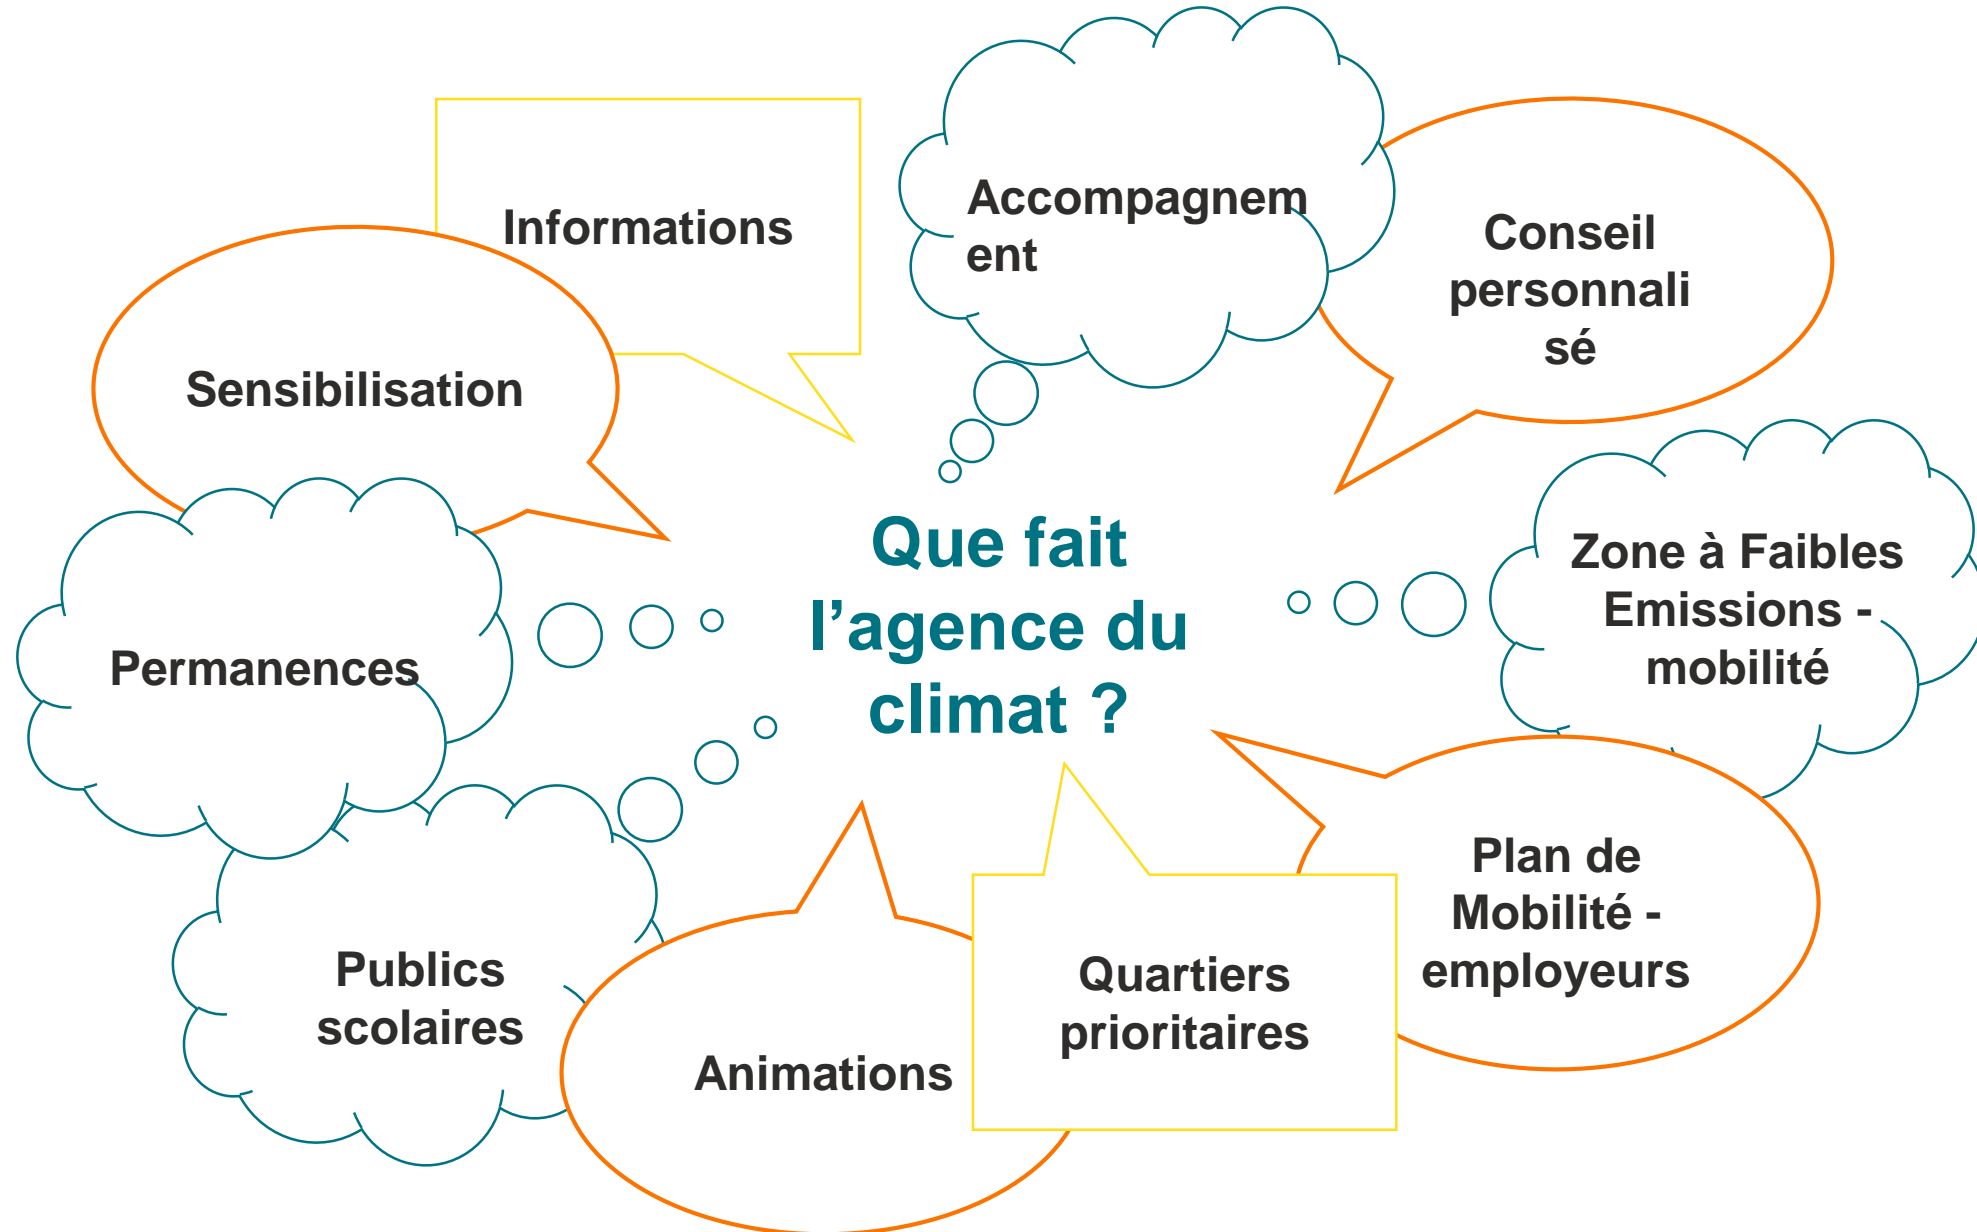 Informations
Accompagnem
ent
Conseil
personnali
sé
Sensibilisation
Que fait
l’agence du
climat ?
Zone à Faibles
Emissions -
mobilité
Permanences
Plan de
Mobilité -
employeurs
Publics
scolaires
Animations
Quartiers
prioritaires